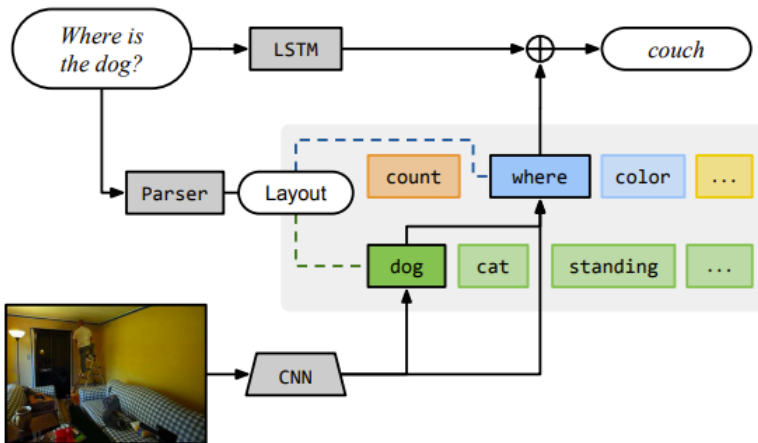 Where is
the dog?
LSTM
couch
Parser
Layout
count
where
color
...
dog
cat
standing
...
CNN